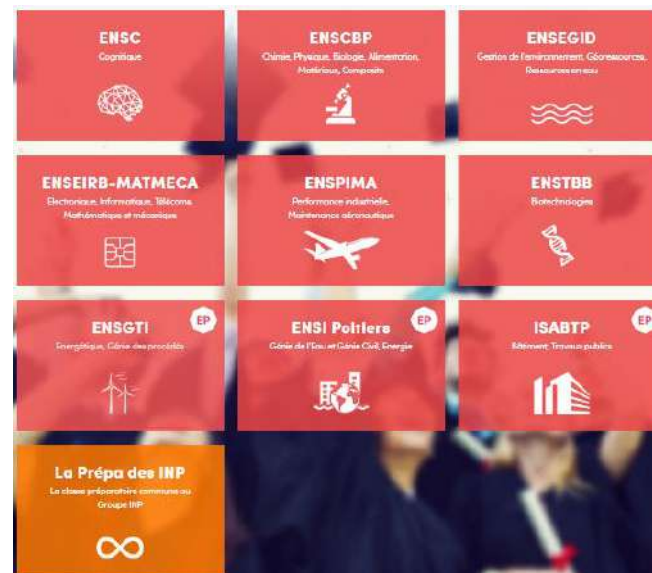 ENSC
Cognitique
ENSCBP
Chimie, Physique, Biologie, Alimentation,
Matériaux, Composite
ENSEGID
Gestion de l'environnement, Géoressources,
Ressources en eau
ENSEIRB-MATMECA
Electronique, Informatique, Télécoms,
Mathématique et mécanique
ENSPIMA
Performance industrielle,
Maintenance aéronautique
ENSTBB
Biotechnologies
EP
ENSGTI
Energétique, Génie des procédés
EP
ENSI Poitiers
Génie de l'Eau et Génie Civil, Energie
EP
ISABTP
Bâtiment, Travaux publics
La Prépa des INP
La classe préparatoire commune au
Groupe INP